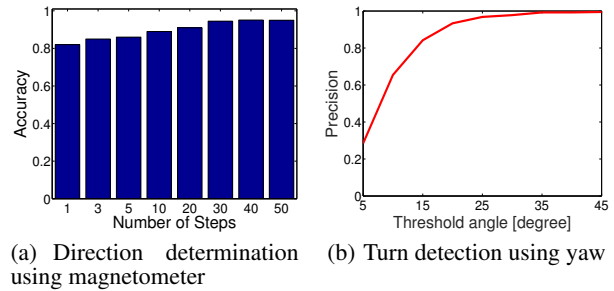 1
0.8
0.6
0.4
0.2
0
Accuracy
1 3 5 10 20 30 40 50
Number of Steps
(a) Direction determination
using magnetometer
1
0.8
0.6
0.4
0.2
0
Precision
5 15 25 35 45
Threshold angle [degree]
(b) Turn detection using yaw